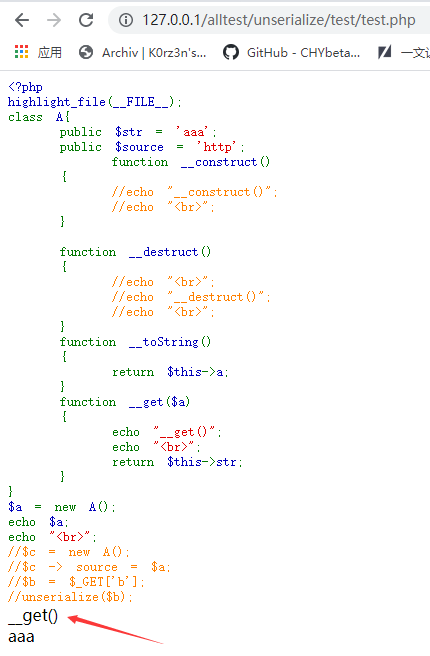 127.0.0.1/alltest/unserialize/test/test.php
应用 Archiv | K0rz3n's... GitHub - CHYbeta... 一文
<?php
highlight_file(__FILE__);
class A{
public $str = 'aaa';
public $source = 'http';
function __construct()
{
//echo "__construct()";
//echo "<br>";
}
function __destruct()
{
//echo "<br>";
//echo "__destruct()";
//echo "<br>";
}
function __toString()
{
return $this->a;
}
function __get($a)
{
echo "__get()";
echo "<br>";
return $this->str;
}
}
$a = new A();
echo $a;
echo "<br>";
//$c = new A();
//$c -> source = $a;
//$b = $_GET['b'];
//unserialize($b);
__get()
aaa